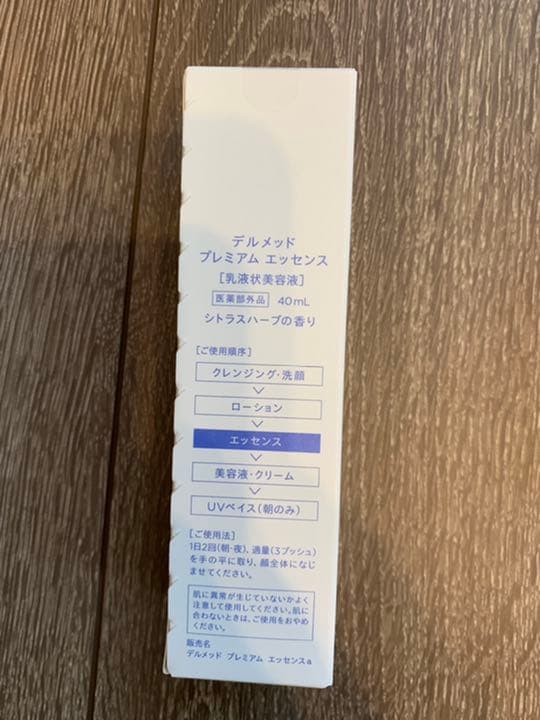 デルメッド
プレミアム エッセンス
[乳液状美容液]
医薬部外品 40mL
シトラスハーブの香り
[ご使用順序]
クレンジング・洗顔
ローション
エッセンス
美容液・クリーム
UVベイス(朝のみ)
[ご使用法]
1日2回(朝・夜)、適量(3プッシュ)
を手の平に取り、顔全体になじ
ませてください。
肌に異常が生じていないかよく
注意して使用してください。肌に
合わないときは、ご使用をおやめ
ください。
販売名
デルメッド プレミアム エッセンスa